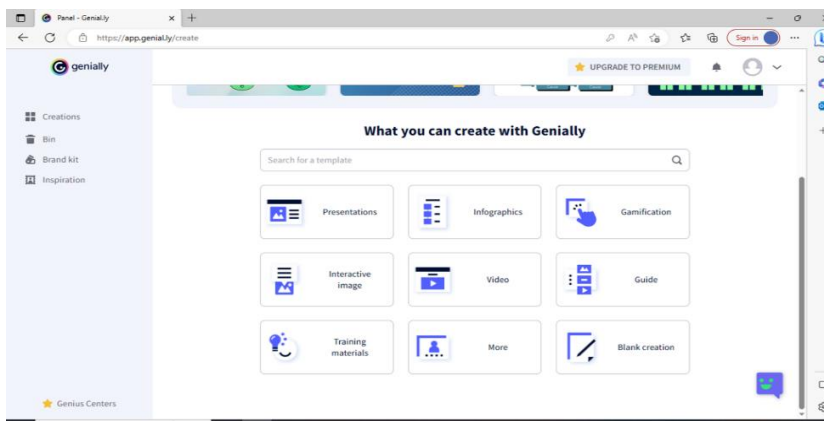 Panel - Genial.ly
https://app.genial.ly/create
Sign in
genially
UPGRADE TO PREMIUM
Creations
Bin
Brand kit
Inspiration
What you can create with Genially
Search for a template
Presentations
Infographics
Gamification
Interactive
image
Video
Guide
Training
materials
More
Blank creation
Genius Centers